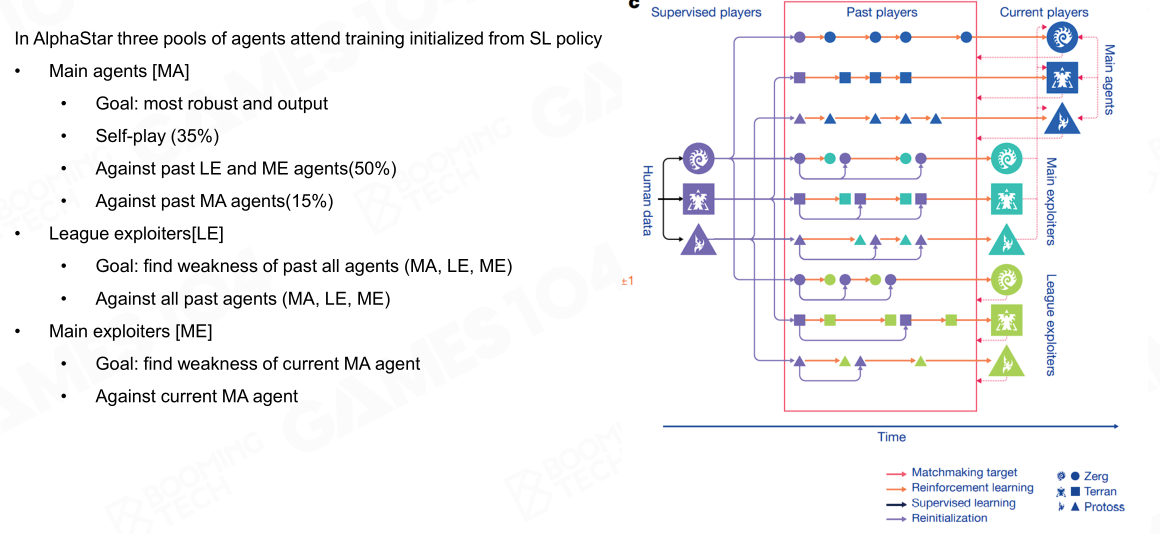 In AlphaStar three pools of agents attend training initialized from SL policy
• Main agents [MA]
• Goal: most robust and output
• Self-play (35%)
• Against past LE and ME agents(50%)
• Against past MA agents(15%)
• League exploiters[LE]
• Goal: find weakness of past all agents (MA, LE, ME)
• Against all past agents (MA, LE, ME)
• Main exploiters [ME]
• Goal: find weakness of current MA agent
• Against current MA agent
c
Supervised players
Past players
Current players
Human data
Main agents
Main exploiters
League exploiters
±1
Time
Matchmaking target
Reinforcement learning
Supervised learning
Reinitialization
Zerg
Terran
Protoss
BOOMING
TECH
GAMES104